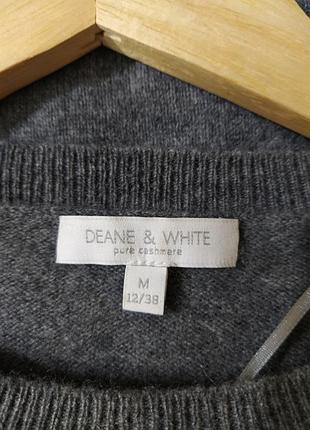 DEANE & WHITE
pure cashmere
M
12/38